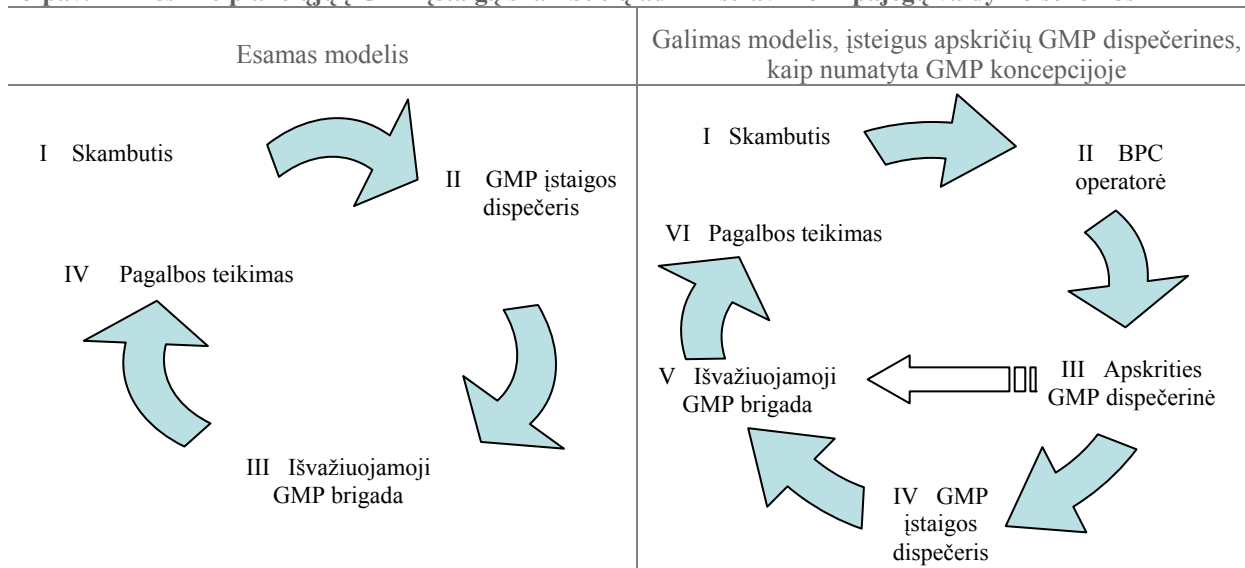 Esamas modelis
Galimas modelis, įsteigus apskričių GMP dispečerines,
kaip numatyta GMP koncepcijoje
I Skambutis
II GMP įstaigos
dispečeris
III Išvažiuojamoji
GMP brigada
IV Pagalbos teikimas
I Skambutis
II BPC
operatorė
III Apskrities
GMP dispečerinė
IV GMP
įstaigos
dispečeris
V Išvažiuojamoji
GMP brigada
VI Pagalbos teikimas